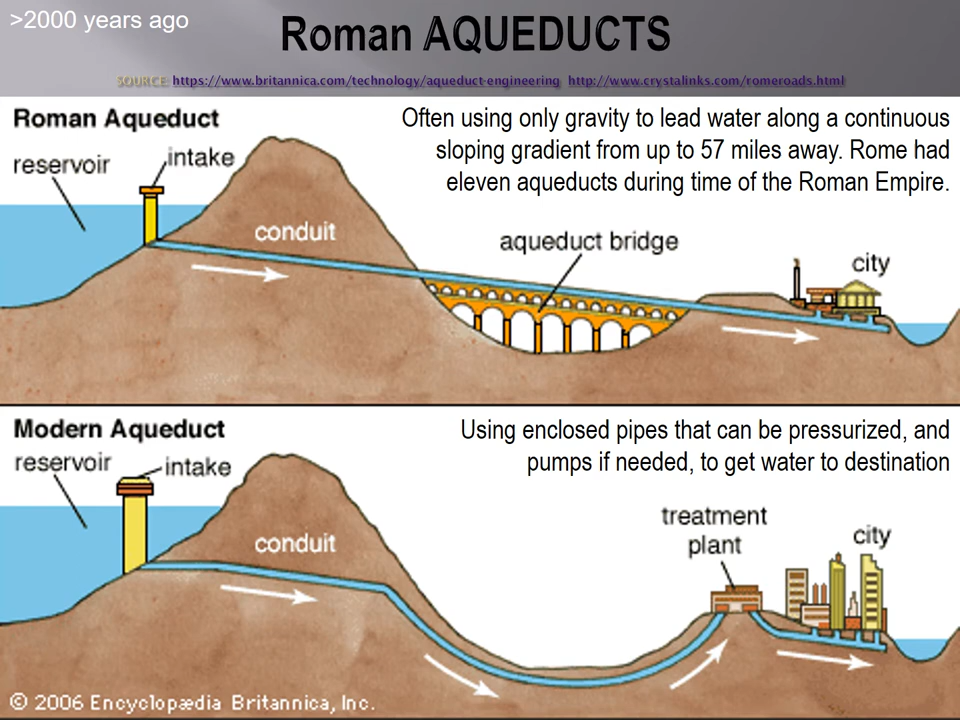 >2000 years ago
Roman AQUEDUCTS
SOURCE: https://www.britannica.com/technology/aqueduct-engineering http://www.crystalinks.com/romeroads.html
Roman Aqueduct
Often using only gravity to lead water along a continuous
sloping gradient from up to 57 miles away. Rome had
eleven aqueducts during time of the Roman Empire.
reservoir
intake
conduit
aqueduct bridge
city
Modern Aqueduct
Using enclosed pipes that can be pressurized, and
pumps if needed, to get water to destination
reservoir
intake
conduit
treatment
plant
city
© 2006 Encyclopædia Britannica, Inc.